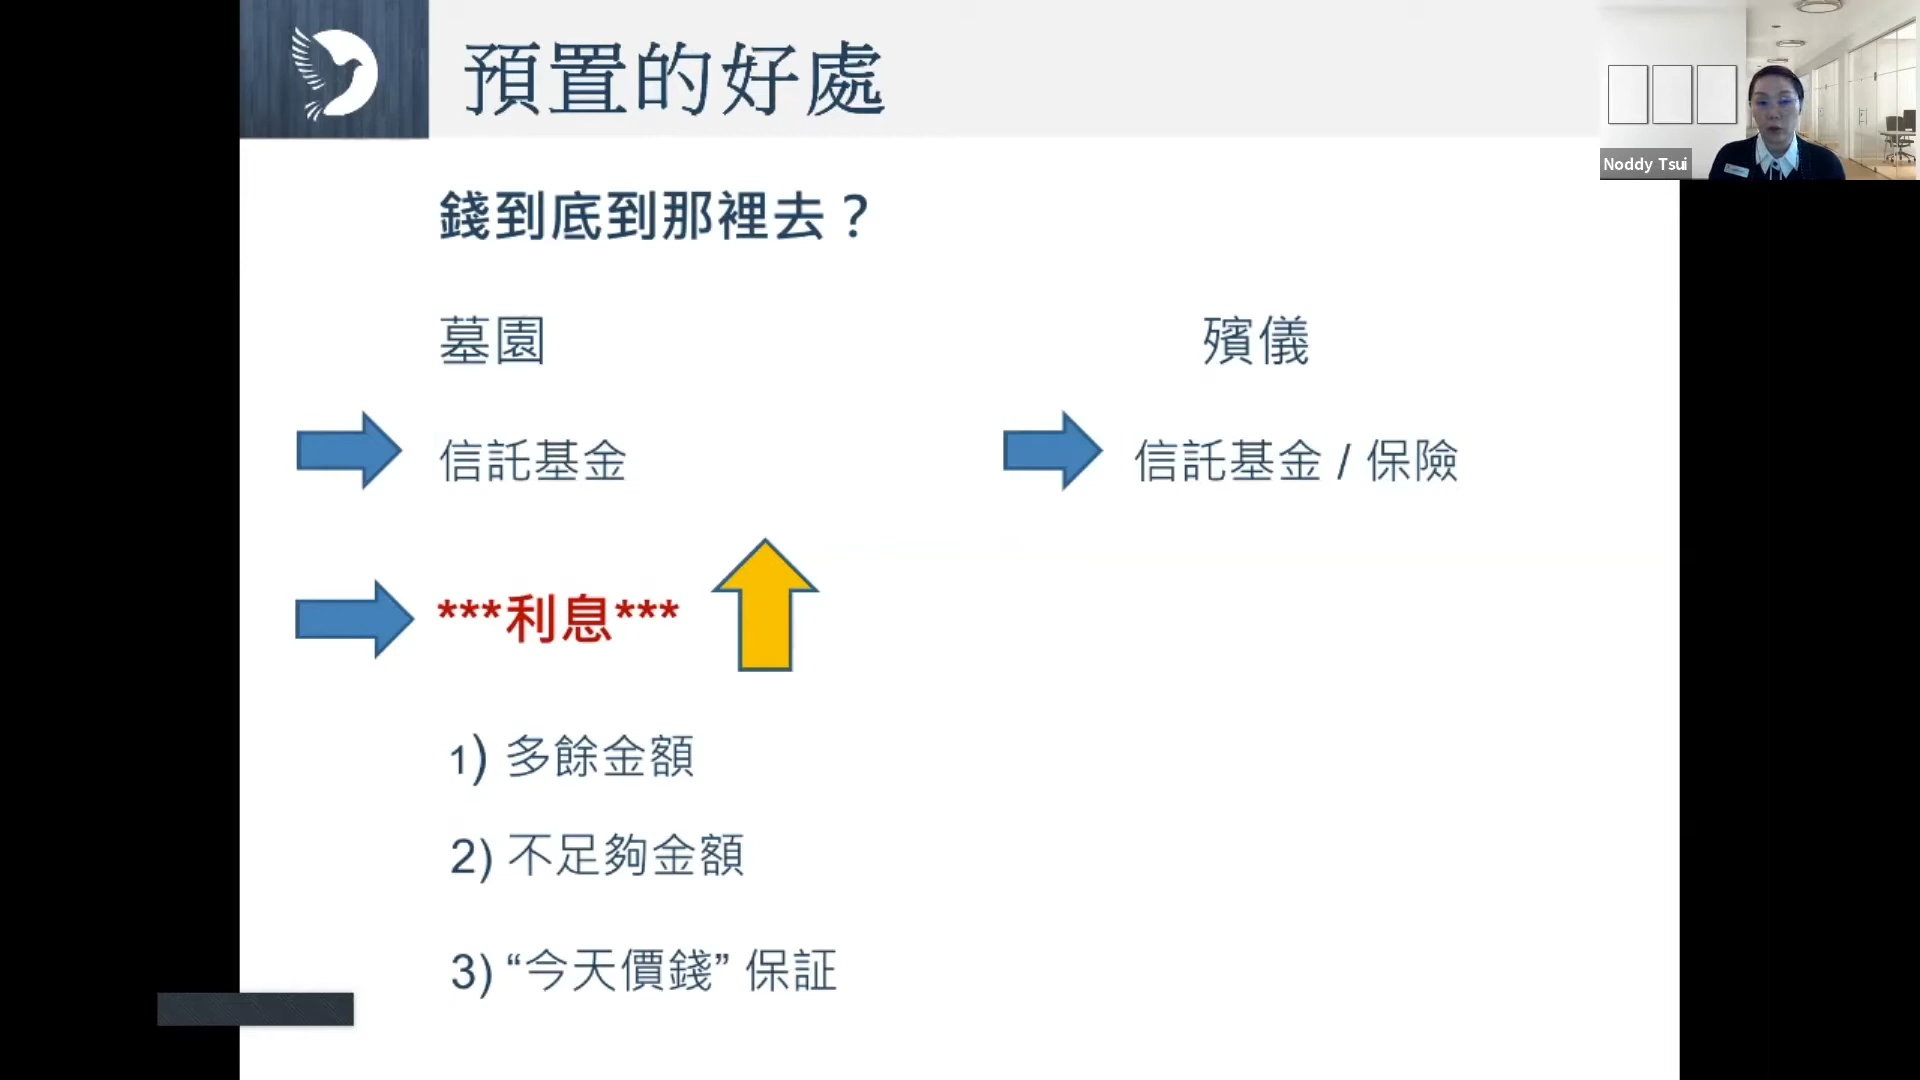 預置的好處
Noddy Tsui
錢到底到那裡去？
墓園
殯儀
信託基金
信託基金 / 保險
***利息***
1) 多餘金額
2) 不足夠金額
3) “今天價錢” 保証